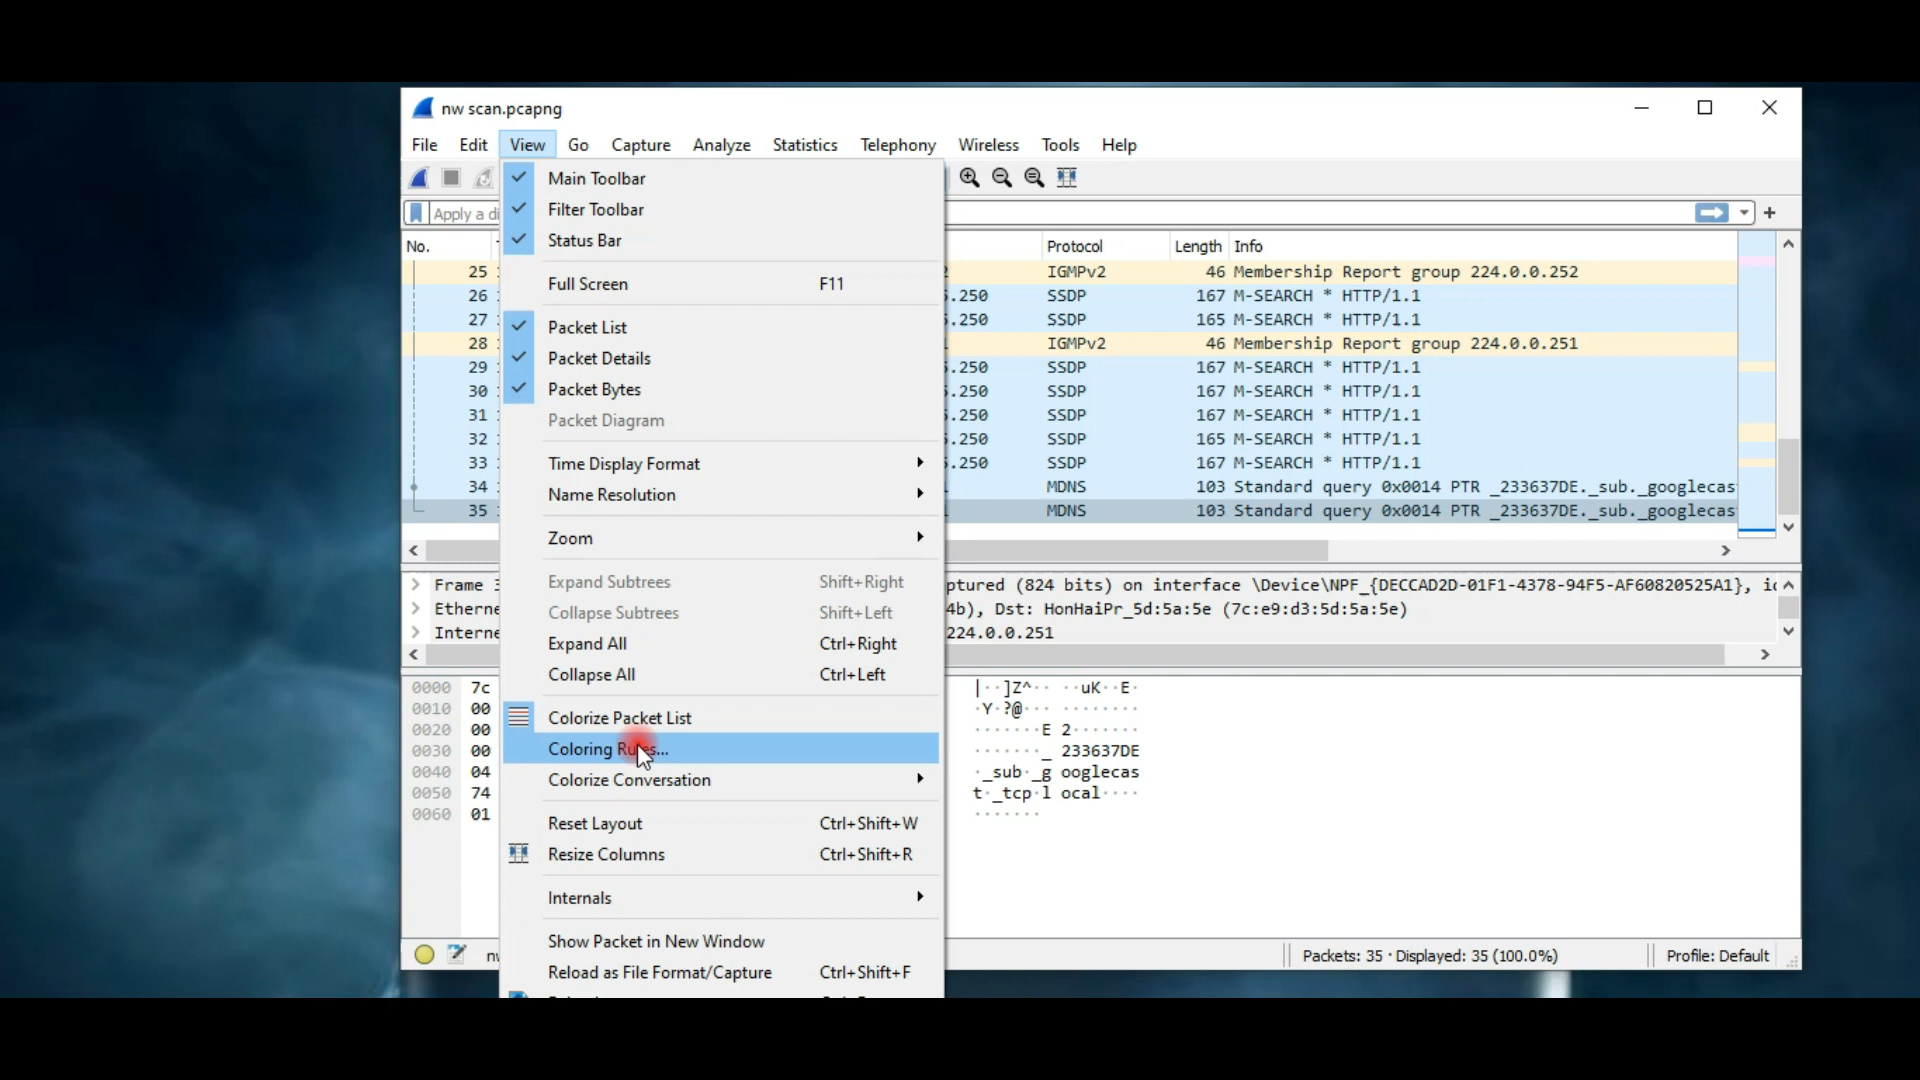 nw scan.pcapng
File Edit View Go Capture Analyze Statistics Telephony Wireless Tools Help
Main Toolbar
Filter Toolbar
Status Bar
Full Screen F11
Packet List
Packet Details
Packet Bytes
Packet Diagram
Time Display Format
Name Resolution
Zoom
Expand Subtrees Shift+Right
Collapse Subtrees Shift+Left
Expand All Ctrl+Right
Collapse All Ctrl+Left
Colorize Packet List
Coloring Rules...
Colorize Conversation
Reset Layout Ctrl+Shift+W
Resize Columns Ctrl+Shift+R
Internals
Show Packet in New Window
Reload as File Format/Capture Ctrl+Shift+F
Apply a di
No. Protocol Length Info
25 IGMPv2 46 Membership Report group 224.0.0.252
26 .250 SSDP 167 M-SEARCH * HTTP/1.1
27 .250 SSDP 165 M-SEARCH * HTTP/1.1
28 IGMPv2 46 Membership Report group 224.0.0.251
29 .250 SSDP 167 M-SEARCH * HTTP/1.1
30 .250 SSDP 167 M-SEARCH * HTTP/1.1
31 .250 SSDP 167 M-SEARCH * HTTP/1.1
32 .250 SSDP 165 M-SEARCH * HTTP/1.1
33 .250 SSDP 167 M-SEARCH * HTTP/1.1
34 MDNS 103 Standard query 0x0014 PTR _233637DE._sub._googlecas
35 MDNS 103 Standard query 0x0014 PTR _233637DE._sub._googlecas
Frame 3 ptured (824 bits) on interface \Device\NPF_{DECCAD2D-01F1-4378-94F5-AF60820525A1}, i
Etherne 4b), Dst: HonHaiPr_5d:5a:5e (7c:e9:d3:5d:5a:5e)
Interne 224.0.0.251
0000 7c |··]Z^·· ··uK··E·
0010 00 ·Y·?@··· ········
0020 00 ·······E 2·······
0030 00 ·······_ 233637DE
0040 04 ·_sub·_g ooglecas
0050 74 t·_tcp·l ocal····
0060 01 ·······
Packets: 35 · Displayed: 35 (100.0%) Profile: Default